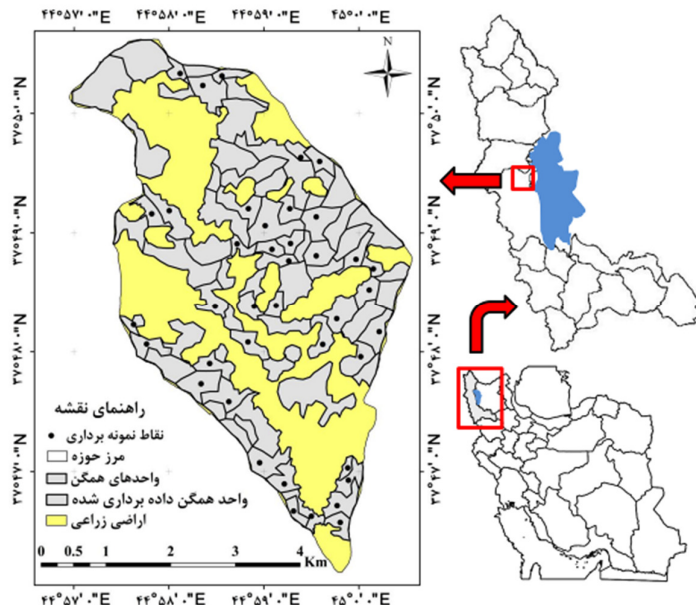 ۴۴°۵۷'۰"E ۴۴°۵۸'۰"E ۴۴°۵۹'۰"E ۴۵°۰'۰"E
N
۳۷°۵۰'۰"N
۳۷°۵۰'۰"N
۳۷°۴۹'۰"N
۳۷°۴۹'۰"N
۳۷°۴۸'۰"N
۳۷°۴۸'۰"N
۳۷°۴۷'۰"N
۳۷°۴۷'۰"N
راهنمای نقشه
نقاط نمونه برداری
مرز حوزه
واحدهای همگن
واحد همگن داده برداری شده
اراضی زراعی
0 0.5 1 2 3 4
Km
۴۴°۵۷'۰"E ۴۴°۵۸'۰"E ۴۴°۵۹'۰"E ۴۵°۰'۰"E